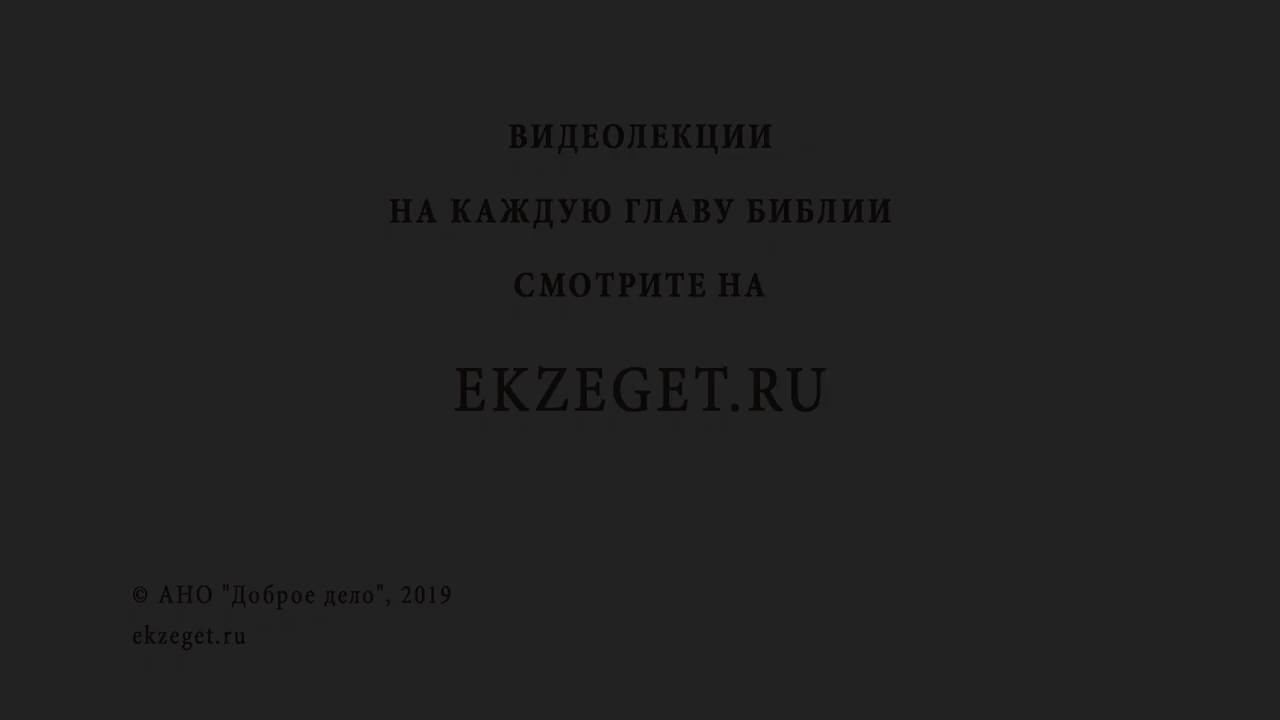 ВИДЕОЛЕКЦИИ
НА КАЖДУЮ ГЛАВУ БИБЛИИ
СМОТРИТЕ НА
EKZEGET.RU
© АНО "Доброе дело", 2019
ekzeget.ru